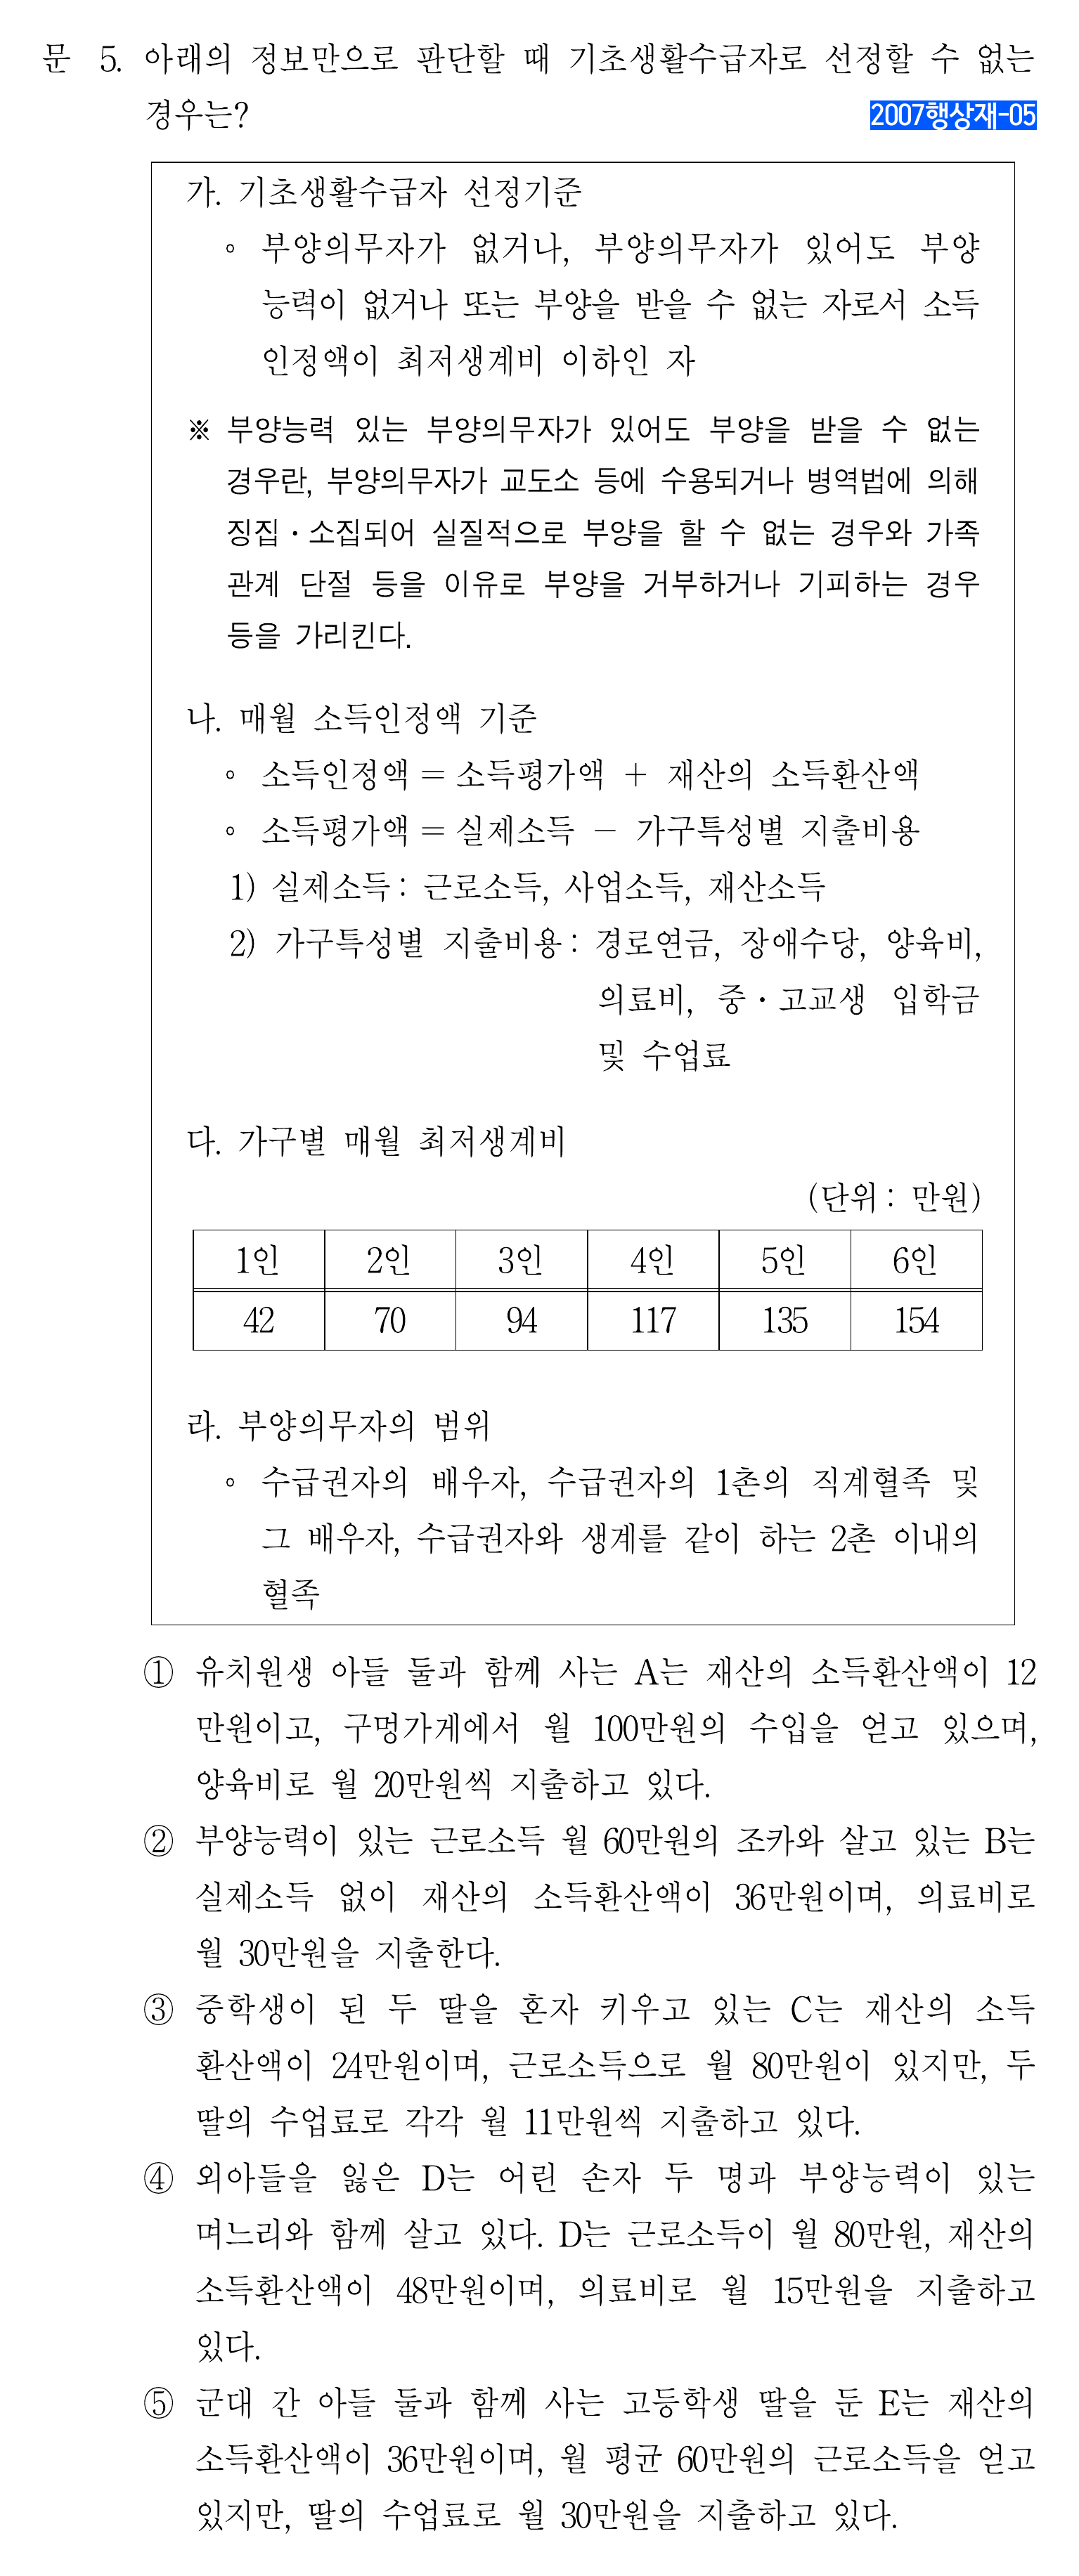 문 5. 아래의 정보만으로 판단할 때 기초생활수급자로 선정할 수 없는
경우는?
2007행상재-05
가. 기초생활수급자 선정기준
◦ 부양의무자가 없거나, 부양의무자가 있어도 부양
능력이 없거나 또는 부양을 받을 수 없는 자로서 소득
인정액이 최저생계비 이하인 자
※ 부양능력 있는 부양의무자가 있어도 부양을 받을 수 없는
경우란, 부양의무자가 교도소 등에 수용되거나 병역법에 의해
징집・소집되어 실질적으로 부양을 할 수 없는 경우와 가족
관계 단절 등을 이유로 부양을 거부하거나 기피하는 경우
등을 가리킨다.
나. 매월 소득인정액 기준
◦ 소득인정액 = 소득평가액 + 재산의 소득환산액
◦ 소득평가액 = 실제소득 - 가구특성별 지출비용
1) 실제소득 : 근로소득, 사업소득, 재산소득
2) 가구특성별 지출비용 : 경로연금, 장애수당, 양육비,
의료비, 중・고교생 입학금
및 수업료
다. 가구별 매월 최저생계비
(단위 : 만원)
1인 2인 3인 4인 5인 6인
42 70 94 117 135 154
라. 부양의무자의 범위
◦ 수급권자의 배우자, 수급권자의 1촌의 직계혈족 및
그 배우자, 수급권자와 생계를 같이 하는 2촌 이내의
혈족
① 유치원생 아들 둘과 함께 사는 A는 재산의 소득환산액이 12
만원이고, 구멍가게에서 월 100만원의 수입을 얻고 있으며,
양육비로 월 20만원씩 지출하고 있다.
② 부양능력이 있는 근로소득 월 60만원의 조카와 살고 있는 B는
실제소득 없이 재산의 소득환산액이 36만원이며, 의료비로
월 30만원을 지출한다.
③ 중학생이 된 두 딸을 혼자 키우고 있는 C는 재산의 소득
환산액이 24만원이며, 근로소득으로 월 80만원이 있지만, 두
딸의 수업료로 각각 월 11만원씩 지출하고 있다.
④ 외아들을 잃은 D는 어린 손자 두 명과 부양능력이 있는
며느리와 함께 살고 있다. D는 근로소득이 월 80만원, 재산의
소득환산액이 48만원이며, 의료비로 월 15만원을 지출하고
있다.
⑤ 군대 간 아들 둘과 함께 사는 고등학생 딸을 둔 E는 재산의
소득환산액이 36만원이며, 월 평균 60만원의 근로소득을 얻고
있지만, 딸의 수업료로 월 30만원을 지출하고 있다.